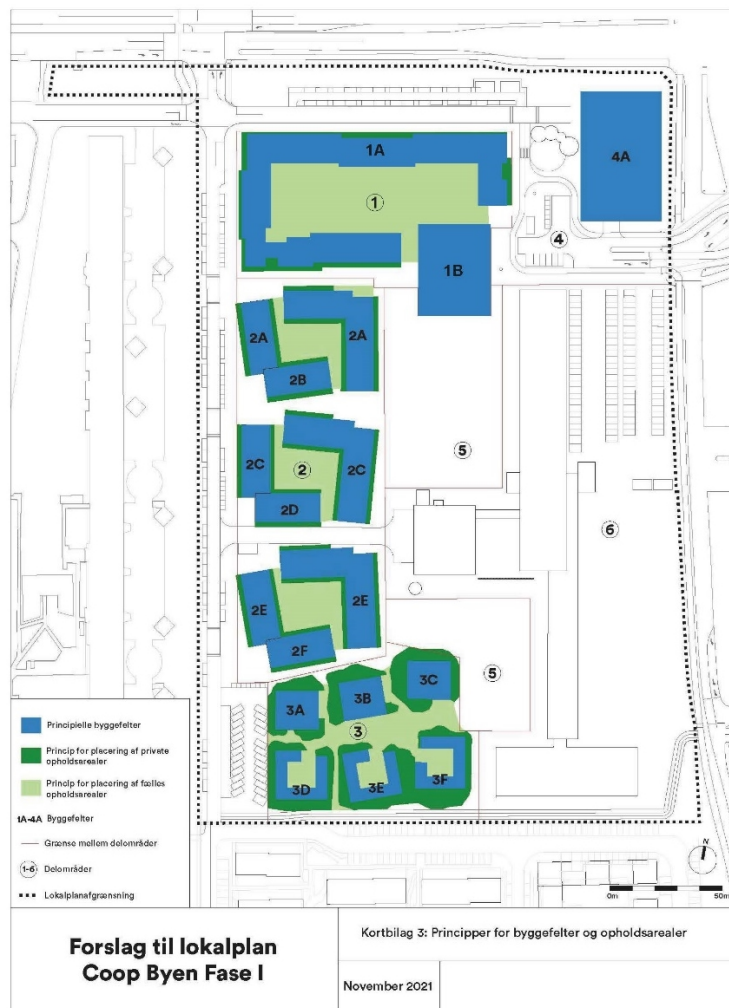 1A
4A
1
4
1B
2A
2A
2B
5
2C
2
2C
2D
6
2E
2E
2F
5
3C
3B
3A
3
3D
3E
3F
Principielle byggefelter
Princip for placering af private
opholdsarealer
Princip for placering af fælles
opholdsarealer
1A-4A Byggefelter
Grænse mellem delområder
1-6 Delområder
Lokalplanafgrænsning
N
0m 50m
Forslag til lokalplan
Coop Byen Fase I
Kortbilag 3: Principper for byggefelter og opholdsarealer
November 2021